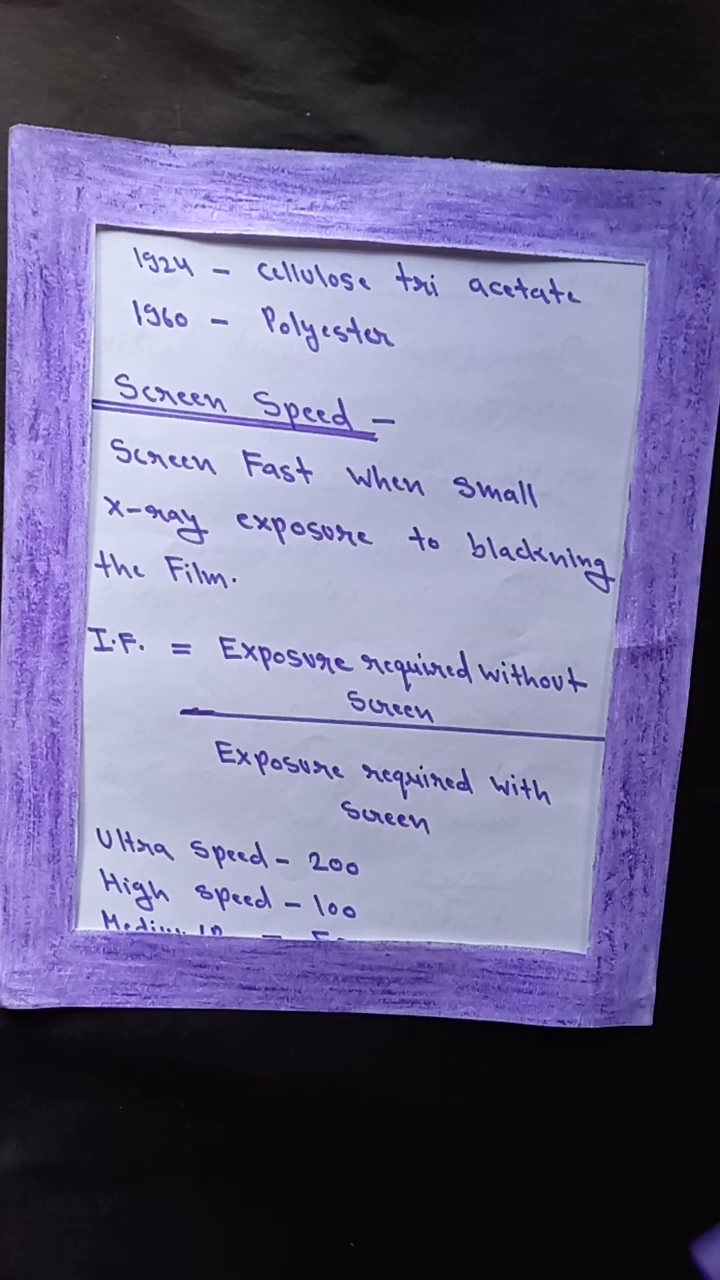 1924 - Cellulose tri acetate
1960 - Polyester
Screen Speed -
Screen Fast when small
x-ray exposure to blackning
the Film.
I.F. = Exposure required without
Screen
Exposure required with
Screen
Ultra speed - 200
High speed - 100